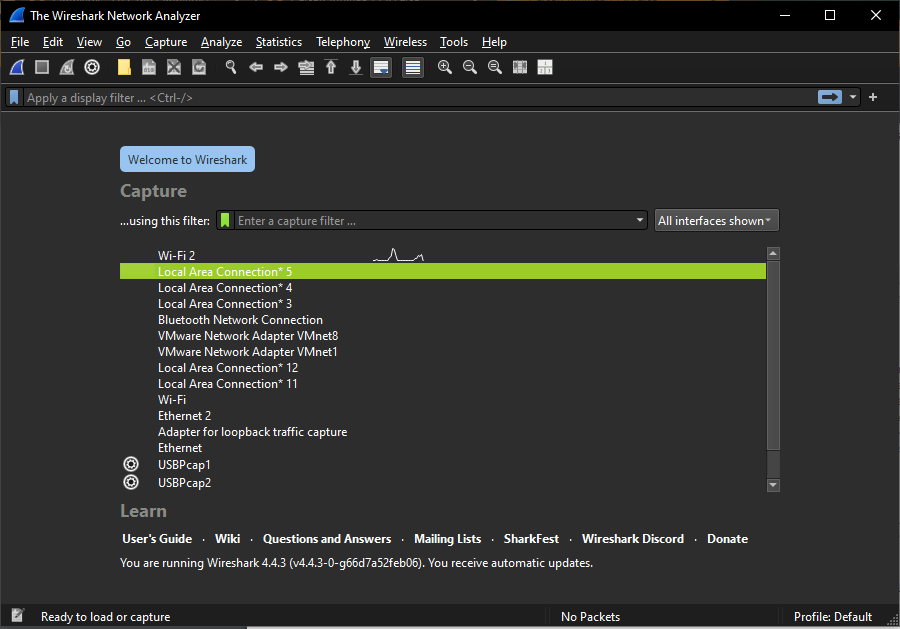 The Wireshark Network Analyzer
File Edit View Go Capture Analyze Statistics Telephony Wireless Tools Help
Apply a display filter ... <Ctrl-/>
Welcome to Wireshark
Capture
...using this filter: Enter a capture filter ... All interfaces shown
Wi-Fi 2
Local Area Connection* 5
Local Area Connection* 4
Local Area Connection* 3
Bluetooth Network Connection
VMware Network Adapter VMnet8
VMware Network Adapter VMnet1
Local Area Connection* 12
Local Area Connection* 11
Wi-Fi
Ethernet 2
Adapter for loopback traffic capture
Ethernet
USBPcap1
USBPcap2
Learn
User's Guide · Wiki · Questions and Answers · Mailing Lists · SharkFest · Wireshark Discord · Donate
You are running Wireshark 4.4.3 (v4.4.3-0-g66d7a52feb06). You receive automatic updates.
Ready to load or capture No Packets Profile: Default